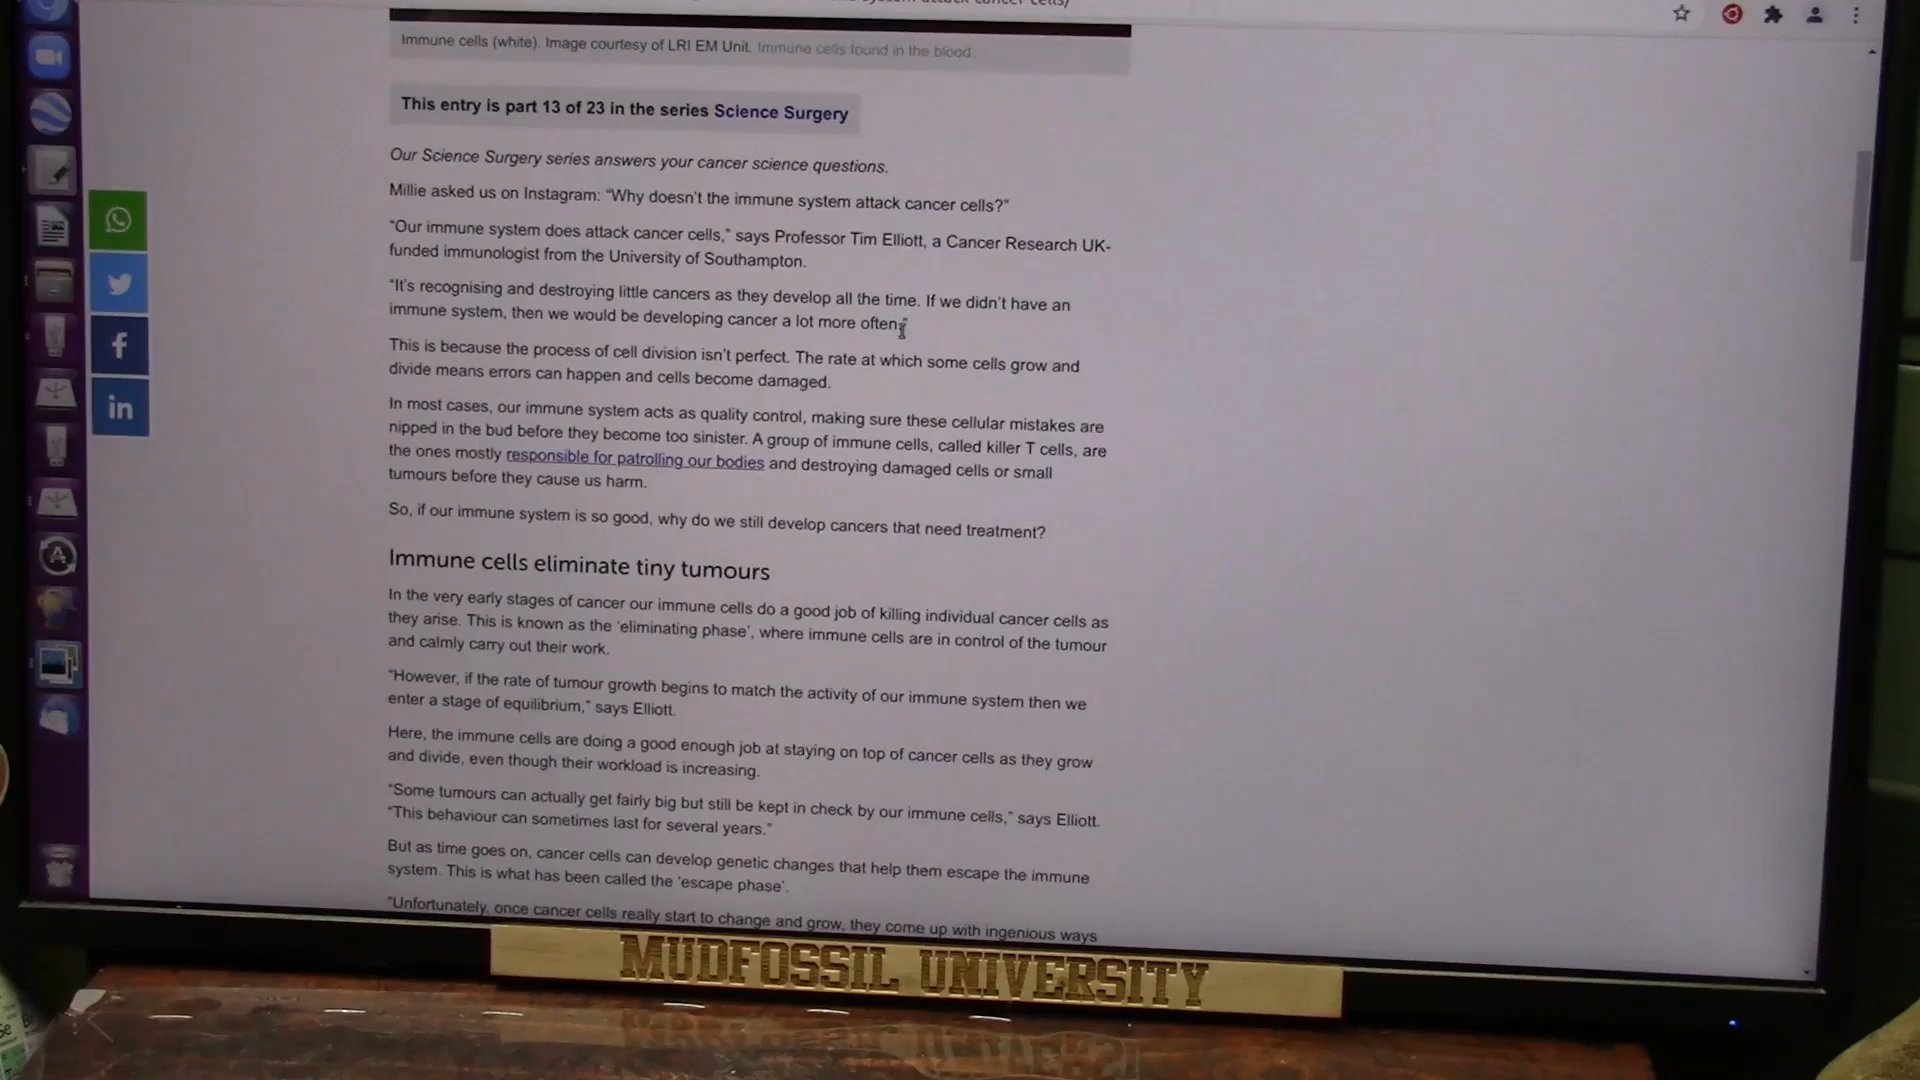 Immune cells (white). Image courtesy of LRI EM Unit. Immune cells found in the blood.
This entry is part 13 of 23 in the series Science Surgery
Our Science Surgery series answers your cancer science questions.
Millie asked us on Instagram: “Why doesn’t the immune system attack cancer cells?”
“Our immune system does attack cancer cells,” says Professor Tim Elliott, a Cancer Research UK-
funded immunologist from the University of Southampton.
“It’s recognising and destroying little cancers as they develop all the time. If we didn’t have an
immune system, then we would be developing cancer a lot more often.”
This is because the process of cell division isn’t perfect. The rate at which some cells grow and
divide means errors can happen and cells become damaged.
In most cases, our immune system acts as quality control, making sure these cellular mistakes are
nipped in the bud before they become too sinister. A group of immune cells, called killer T cells, are
the ones mostly responsible for patrolling our bodies and destroying damaged cells or small
tumours before they cause us harm.
So, if our immune system is so good, why do we still develop cancers that need treatment?
Immune cells eliminate tiny tumours
In the very early stages of cancer our immune cells do a good job of killing individual cancer cells as
they arise. This is known as the ‘eliminating phase’, where immune cells are in control of the tumour
and calmly carry out their work.
“However, if the rate of tumour growth begins to match the activity of our immune system then we
enter a stage of equilibrium,” says Elliott.
Here, the immune cells are doing a good enough job at staying on top of cancer cells as they grow
and divide, even though their workload is increasing.
“Some tumours can actually get fairly big but still be kept in check by our immune cells,” says Elliott.
“This behaviour can sometimes last for several years.”
But as time goes on, cancer cells can develop genetic changes that help them escape the immune
system. This is what has been called the ‘escape phase’.
“Unfortunately, once cancer cells really start to change and grow, they come up with ingenious ways
MUDFOSSIL UNIVERSITY